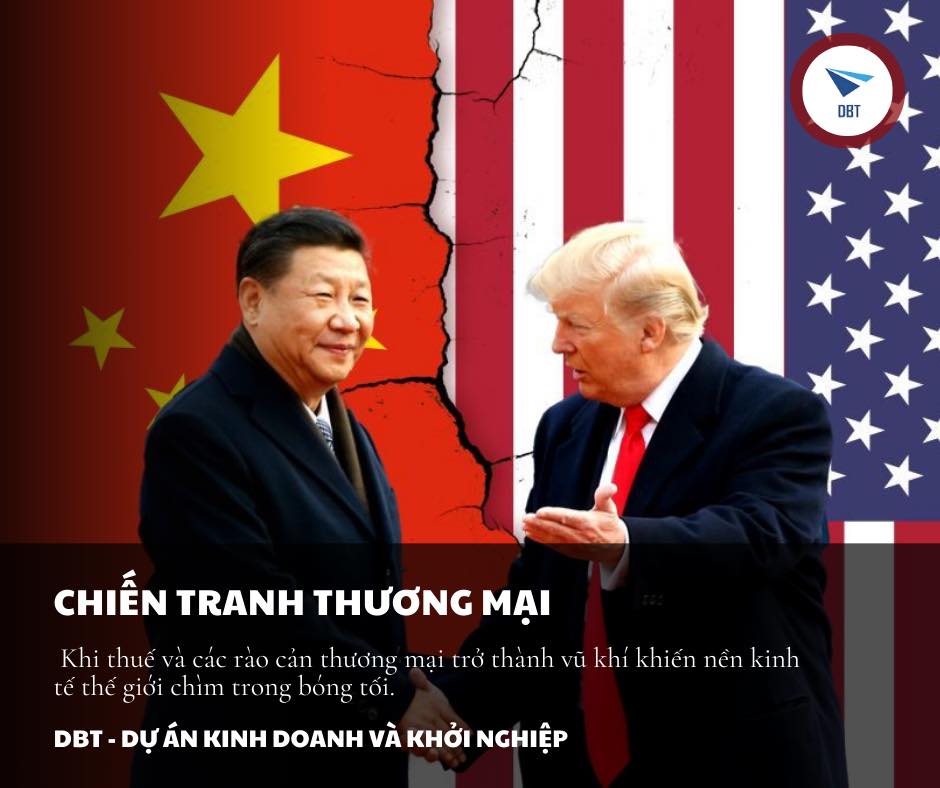 DBT
CHIẾN TRANH THƯƠNG MẠI
Khi thuế và các rào cản thương mại trở thành vũ khí khiến nền kinh
tế thế giới chìm trong bóng tối.
DBT - DỰ ÁN KINH DOANH VÀ KHỞI NGHIỆP